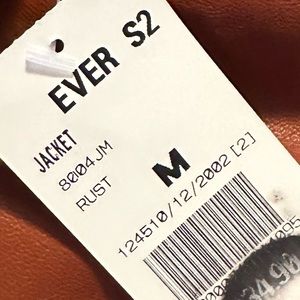 EVER S2
JACKET
8004JM
RUST
M
124510/12/2002 [2]